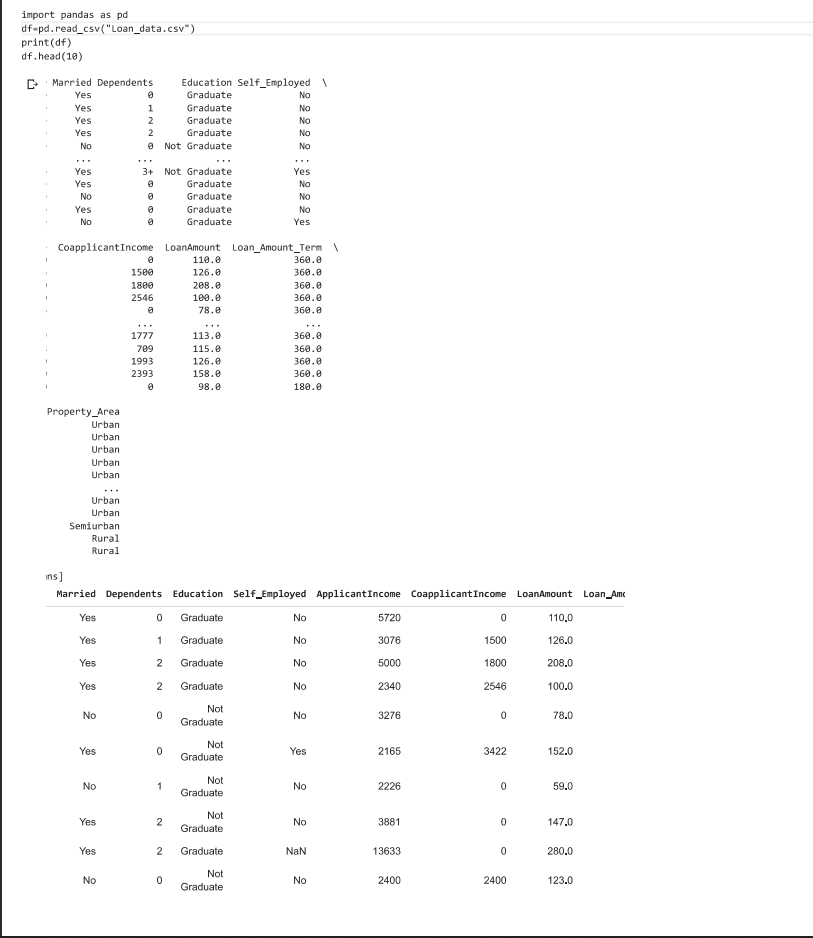 import pandas as pd
df=pd.read_csv("Loan_data.csv")
print(df)
df.head(10)
Married Dependents Education Self_Employed \
Yes 0 Graduate No
Yes 1 Graduate No
Yes 2 Graduate No
Yes 2 Graduate No
No 0 Not Graduate No
... ... ... ...
Yes 3+ Not Graduate Yes
Yes 0 Graduate No
No 0 Graduate No
Yes 0 Graduate No
No 0 Graduate Yes
CoapplicantIncome LoanAmount Loan_Amount_Term \
0 110.0 360.0
1500 126.0 360.0
1800 208.0 360.0
2546 100.0 360.0
0 78.0 360.0
... ... ...
1777 113.0 360.0
709 115.0 360.0
1993 126.0 360.0
2393 158.0 360.0
0 98.0 180.0
Property_Area
Urban
Urban
Urban
Urban
Urban
...
Urban
Urban
Semiurban
Rural
Rural
ns]
Married Dependents Education Self_Employed ApplicantIncome CoapplicantIncome LoanAmount Loan_Amo
Yes 0 Graduate No 5720 0 110.0
Yes 1 Graduate No 3076 1500 126.0
Yes 2 Graduate No 5000 1800 208.0
Yes 2 Graduate No 2340 2546 100.0
No 0 Not Graduate No 3276 0 78.0
Yes 0 Not Graduate Yes 2165 3422 152.0
No 1 Not Graduate No 2226 0 59.0
Yes 2 Not Graduate No 3881 0 147.0
Yes 2 Graduate NaN 13633 0 280.0
No 0 Not Graduate No 2400 2400 123.0